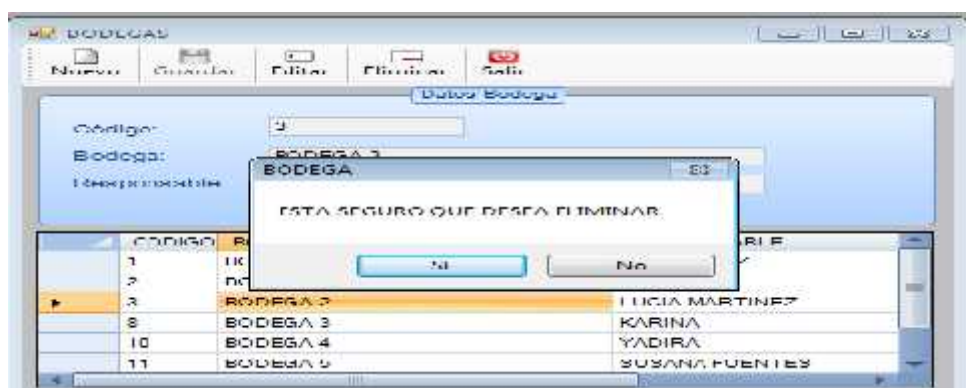 BODEGAS
Nuevo Guardar Editar Eliminar Salir
Datos Bodega
Código:
Bodega: BODEGA 3
Responsable
BODEGA
ESTA SEGURO QUE DESEA ELIMINAR
Si No
CODIGO
1
2
3 BODEGA 2 LUCIA MARTINEZ
8 BODEGA 3 KARINA
10 BODEGA 4 YADIRA
11 BODEGA 5 SUSANA FUENTES